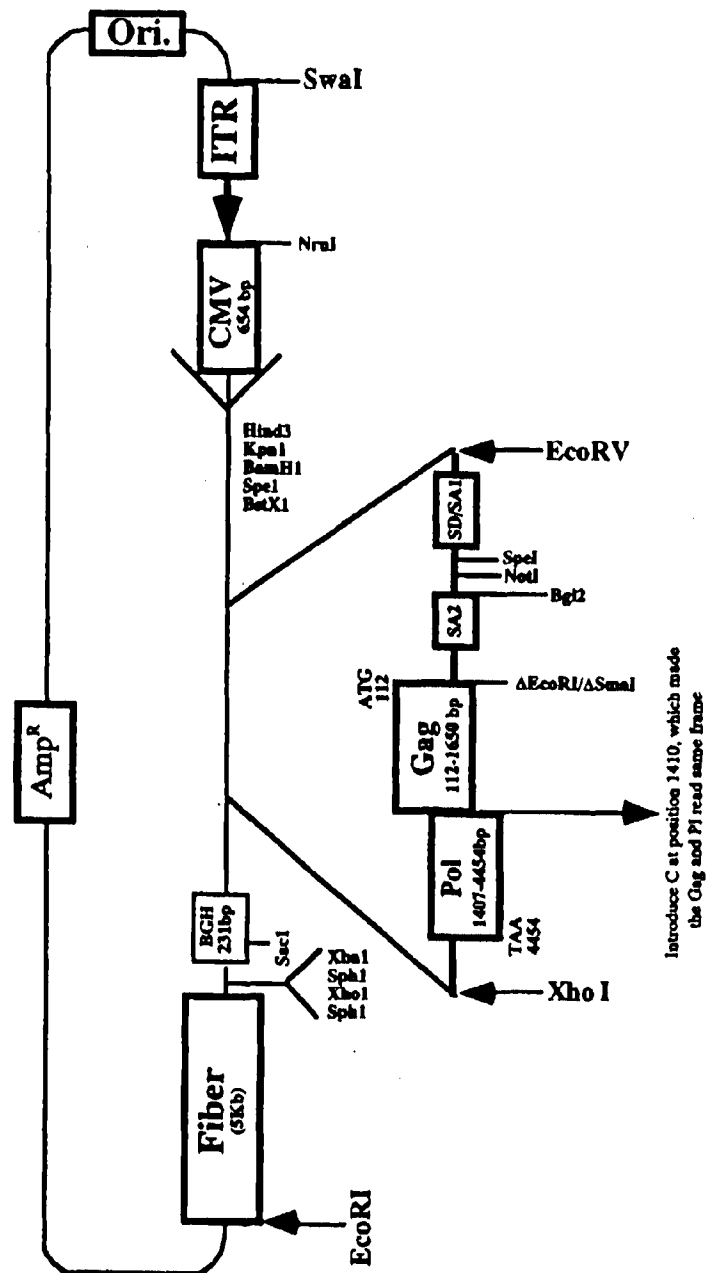 Ori.
SwaI
ITR
NruI
CMV
654 bp
Hind3
Kpn1
BamH1
Spe1
BstX1
EcoRV
SD/SA1
SpeI
NotI
Bgl2
SA2
ATG
112
ΔEcoRI/ΔSmaI
Gag
112-1650 bp
Amp^R
Pol
1407-4454bp
TAA
4454
Introduce C at position 1410, which made
the Gag and Pl read same frame
Xho I
BGH
231bp
Sac1
Xba1
Sph1
Xho1
Sph1
Fiber
(5Kb)
EcoRI